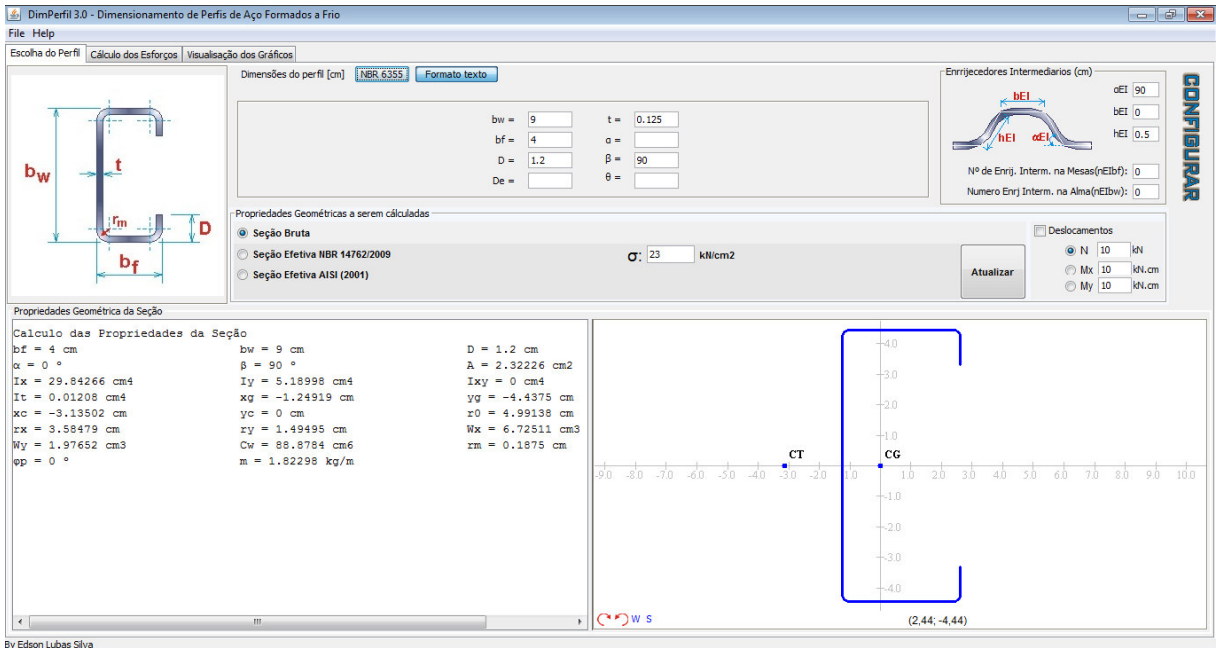 DimPerfil 3.0 - Dimensionamento de Perfis de Aço Formados a Frio
File Help
Escolha do Perfil Cálculo dos Esforços Visualisação dos Gráficos
Dimensões do perfil [cm] NBR 6355 Formato texto
bw = 9 t = 0.125
bf = 4 α =
D = 1.2 β = 90
De = θ =
bw t rm D bf
Enrrijecedores Intermediarios (cm)
bEI hEI αEI
αEI 90
bEI 0
hEI 0.5
Nº de Enrij. Interm. na Mesas(nEIbf): 0
Numero Enrj Interm. na Alma(nEIbw): 0
CONFIGURAR
Propriedades Geométricas a serem cálculadas
Seção Bruta
Seção Efetiva NBR 14762/2009
Seção Efetiva AISI (2001)
σ: 23 kN/cm2
Atualizar
Deslocamentos
N 10 kN
Mx 10 kN.cm
My 10 kN.cm
Propriedades Geométrica da Seção
Calculo das Propriedades da Seção
bf = 4 cm bw = 9 cm D = 1.2 cm
α = 0 ° β = 90 ° A = 2.32226 cm2
Ix = 29.84266 cm4 Iy = 5.18998 cm4 Ixy = 0 cm4
It = 0.01208 cm4 xg = -1.24919 cm yg = -4.4375 cm
xc = -3.13502 cm yc = 0 cm r0 = 4.99138 cm
rx = 3.58479 cm ry = 1.49495 cm Wx = 6.72511 cm3
Wy = 1.97652 cm3 Cw = 88.8784 cm6 rm = 0.1875 cm
φp = 0 ° m = 1.82298 kg/m
4.0
3.0
2.0
1.0
CT CG
-9.0 -8.0 -7.0 -6.0 -5.0 -4.0 -3.0 -2.0 1.0 1.0 2.0 3.0 4.0 5.0 6.0 7.0 8.0 9.0 10.0
-1.0
-2.0
-3.0
-4.0
W S (2,44; -4,44)
By Edson Lubas Silva